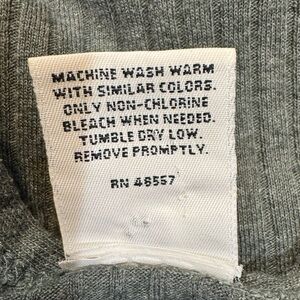 MACHINE WASH WARM
WITH SIMILAR COLORS.
ONLY NON-CHLORINE
BLEACH WHEN NEEDED.
TUMBLE DRY LOW.
REMOVE PROMPTLY.
RN 46557